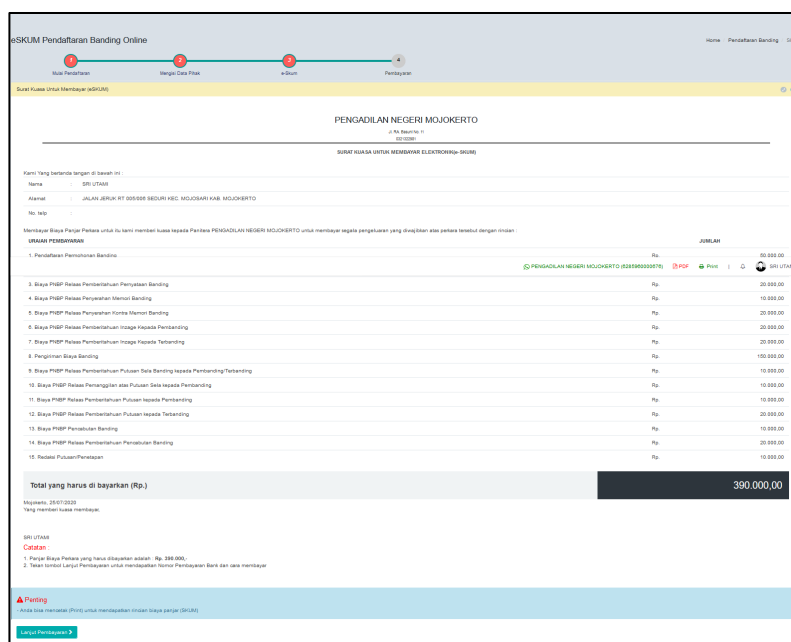 eSKUM Pendaftaran Banding Online
Home Pendaftaran Banding
1 2 3 4
Mulai Pendaftaran Mengisi Data Pihak e-Skum Pembayaran
Surat Kuasa Untuk Membayar (eSKUM)
PENGADILAN NEGERI MOJOKERTO
SURAT KUASA UNTUK MEMBAYAR ELEKTRONIK(e-SKUM)
Kami Yang bertanda tangan di bawah ini :
Nama : SRI UTAMI
Alamat : JALAN JERUK RT 005/006 SEDURI KEC. MOJOSARI KAB. MOJOKERTO
No. telp :
Membayar Biaya Panjar Perkara untuk itu kami memberi kuasa kepada Panitera PENGADILAN NEGERI MOJOKERTO untuk membayar segala pengeluaran yang diwajibkan atas perkara tersebut dengan rincian :
URAIAN PEMBAYARAN JUMLAH
1. Pendaftaran Permohonan Banding Rp. 50.000,00
PENGADILAN NEGERI MOJOKERTO (6285960000676) PDF Print | SRI UTAM
3. Biaya PNBP Relaas Pemberitahuan Pernyataan Banding Rp. 20.000,00
4. Biaya PNBP Relaas Penyerahan Memori Banding Rp. 10.000,00
5. Biaya PNBP Relaas Penyerahan Kontra Memori Banding Rp. 20.000,00
6. Biaya PNBP Relaas Pemberitahuan Inzage Kepada Pembanding Rp. 20.000,00
7. Biaya PNBP Relaas Pemberitahuan Inzage Kepada Terbanding Rp. 20.000,00
8. Pengiriman Biaya Banding Rp. 150.000,00
9. Biaya PNBP Relaas Pemberitahuan Putusan Sela Banding kepada Pembanding/Terbanding Rp. 10.000,00
10. Biaya PNBP Relaas Pemanggilan atas Putusan Sela kepada Pembanding Rp. 10.000,00
11. Biaya PNBP Relaas Pemberitahuan Putusan kepada Pembanding Rp. 10.000,00
12. Biaya PNBP Relaas Pemberitahuan Putusan kepada Terbanding Rp. 20.000,00
13. Biaya PNBP Pencabutan Banding Rp. 10.000,00
14. Biaya PNBP Relaas Pemberitahuan Pencabutan Banding Rp. 20.000,00
15. Redaksi Putusan/Penetapan Rp. 10.000,00
Total yang harus di bayarkan (Rp.) 390.000,00
Mojokerto, 25/07/2020
Yang memberi kuasa membayar,
SRI UTAMI
Catatan :
1. Panjar Biaya Perkara yang harus dibayarkan adalah : Rp. 390.000,-
2. Tekan tombol Lanjut Pembayaran untuk mendapatkan Nomor Pembayaran Bank dan cara membayar
Penting
- Anda bisa mencetak (Print) untuk mendapatkan rincian biaya panjar (SKUM)
Lanjut Pembayaran